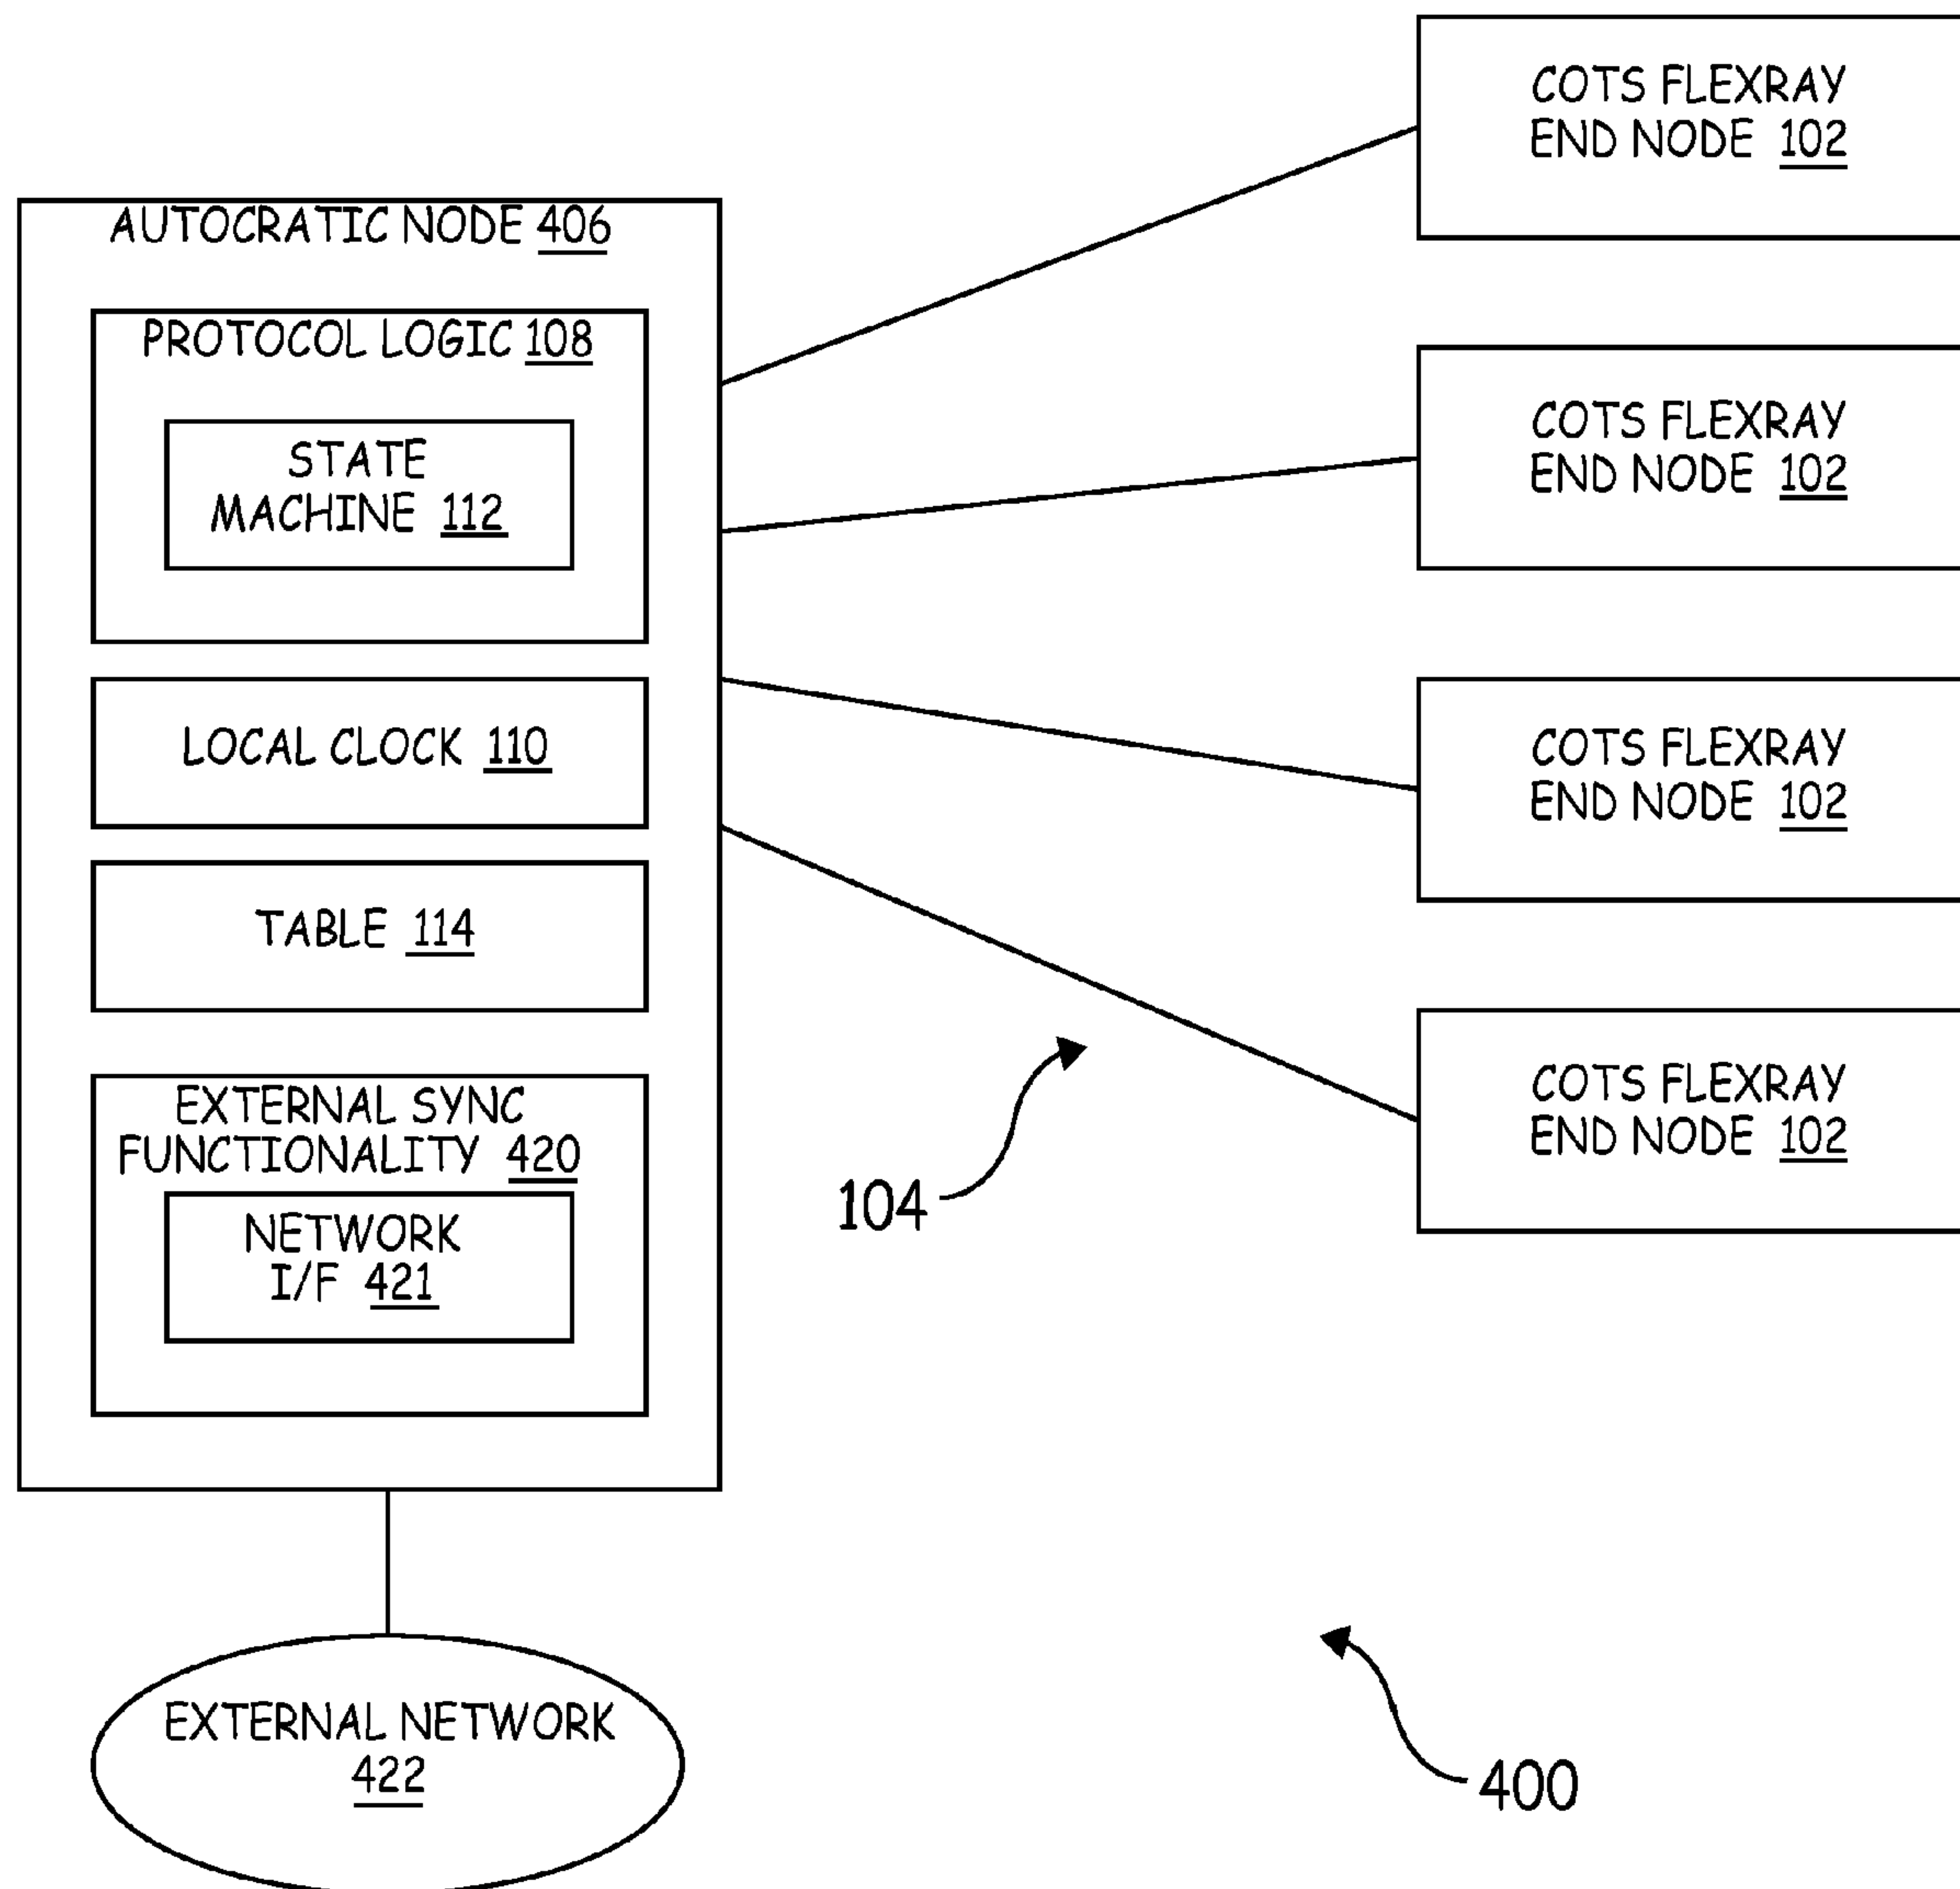 AUTOCRATIC NODE 406
PROTOCOL LOGIC 108
STATE
MACHINE 112
LOCAL CLOCK 110
TABLE 114
EXTERNAL SYNC
FUNCTIONALITY 420
NETWORK
I/F 421
EXTERNAL NETWORK
422
COTS FLEXRAY
END NODE 102
COTS FLEXRAY
END NODE 102
COTS FLEXRAY
END NODE 102
COTS FLEXRAY
END NODE 102
104
400